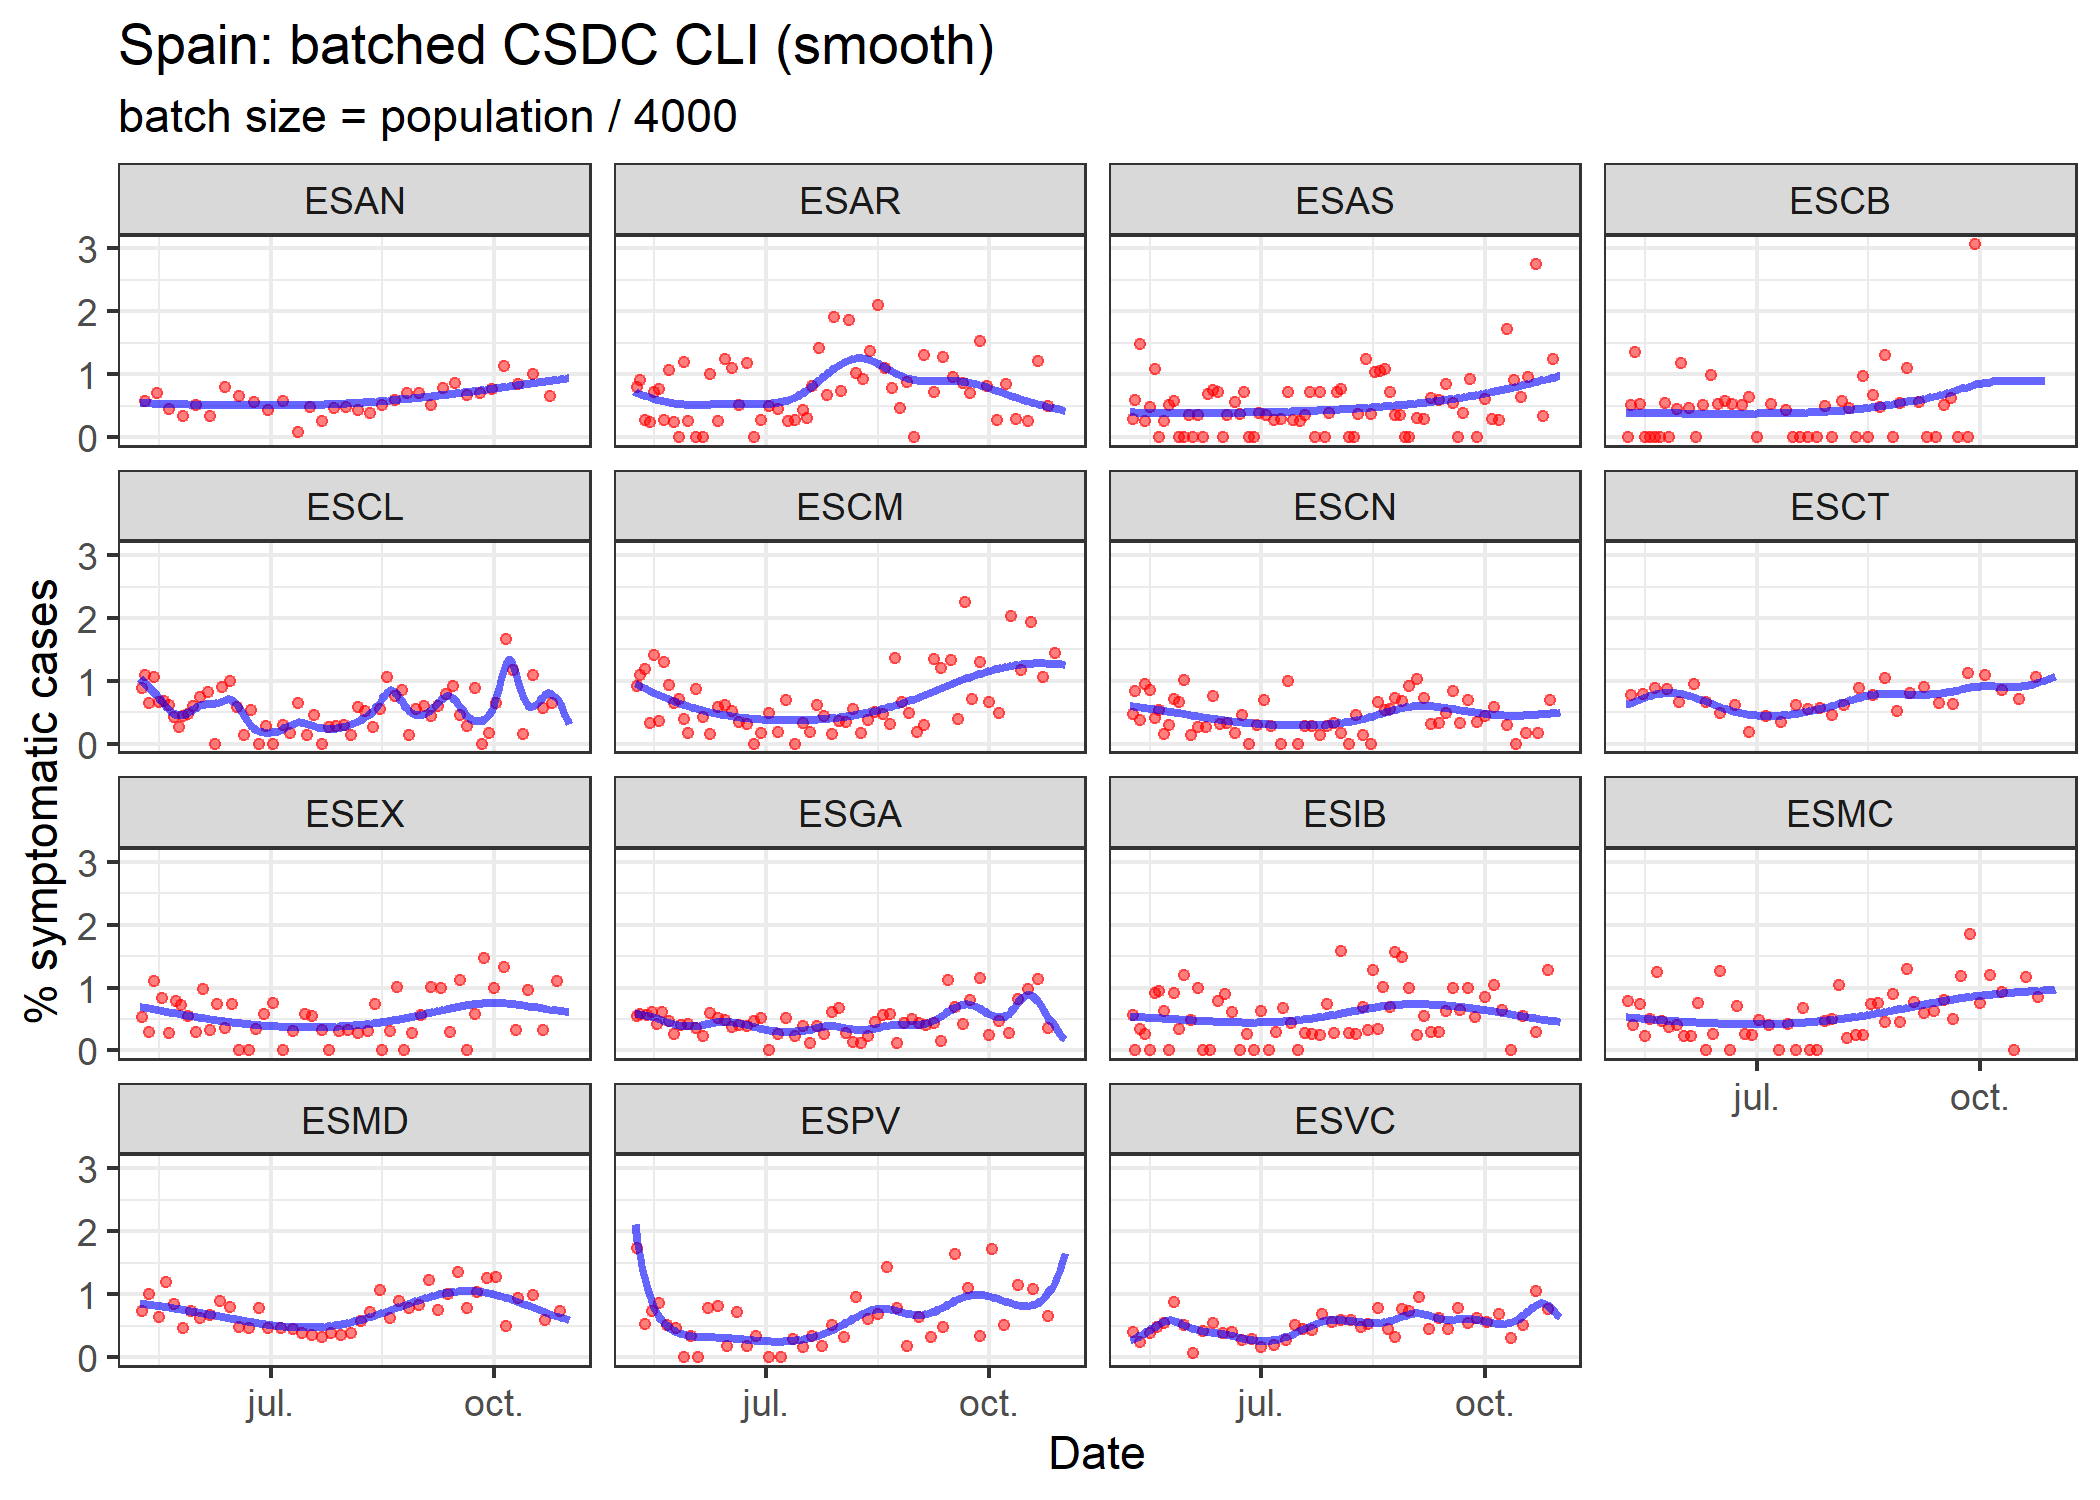 Spain: batched CSDC CLI (smooth)
batch size = population / 4000
ESAN ESAR ESAS ESCB
3
2
1
0
ESCL ESCM ESCN ESCT
3
2
1
0
ESEX ESGA ESIB ESMC
3
2
1
0
jul. oct.
ESMD ESPV ESVC
3
2
1
0
jul. oct. jul. oct. jul. oct.
% symptomatic cases
Date